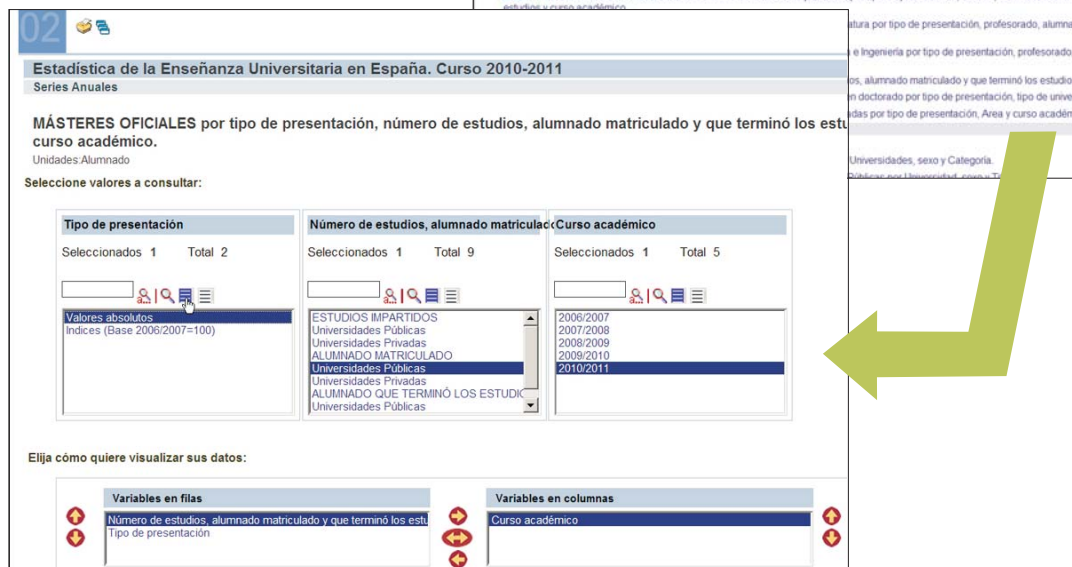 estudios y curso académico
atura por tipo de presentación, profesorado, alumna
e Ingeniería por tipo de presentación, profesorado
os, alumnado matriculado y que terminó los estudio
en doctorado por tipo de presentación, tipo de unive
adas por tipo de presentación, Area y curso académ
Universidades, sexo y Categoría.
02
Estadística de la Enseñanza Universitaria en España. Curso 2010-2011
Series Anuales
MÁSTERES OFICIALES por tipo de presentación, número de estudios, alumnado matriculado y que terminó los estu
curso académico.
Unidades:Alumnado
Seleccione valores a consultar:
Tipo de presentación
Seleccionados 1 Total 2
Valores absolutos
Indices (Base 2006/2007=100)
Número de estudios, alumnado matriculado
Seleccionados 1 Total 9
ESTUDIOS IMPARTIDOS
Universidades Públicas
Universidades Privadas
ALUMNADO MATRICULADO
Universidades Públicas
Universidades Privadas
ALUMNADO QUE TERMINÓ LOS ESTUDIO
Universidades Públicas
Curso académico
Seleccionados 1 Total 5
2006/2007
2007/2008
2008/2009
2009/2010
2010/2011
Elija cómo quiere visualizar sus datos:
Variables en filas
Número de estudios, alumnado matriculado y que terminó los estu
Tipo de presentación
Variables en columnas
Curso académico